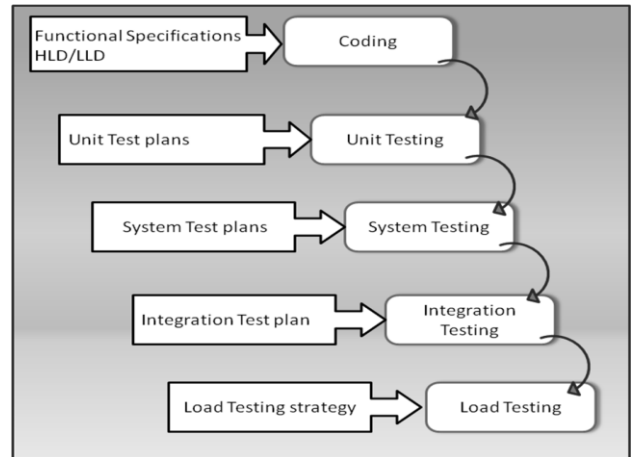 Functional Specifications
HLD/LLD
Coding
Unit Test plans
Unit Testing
System Test plans
System Testing
Integration Test plan
Integration
Testing
Load Testing strategy
Load Testing